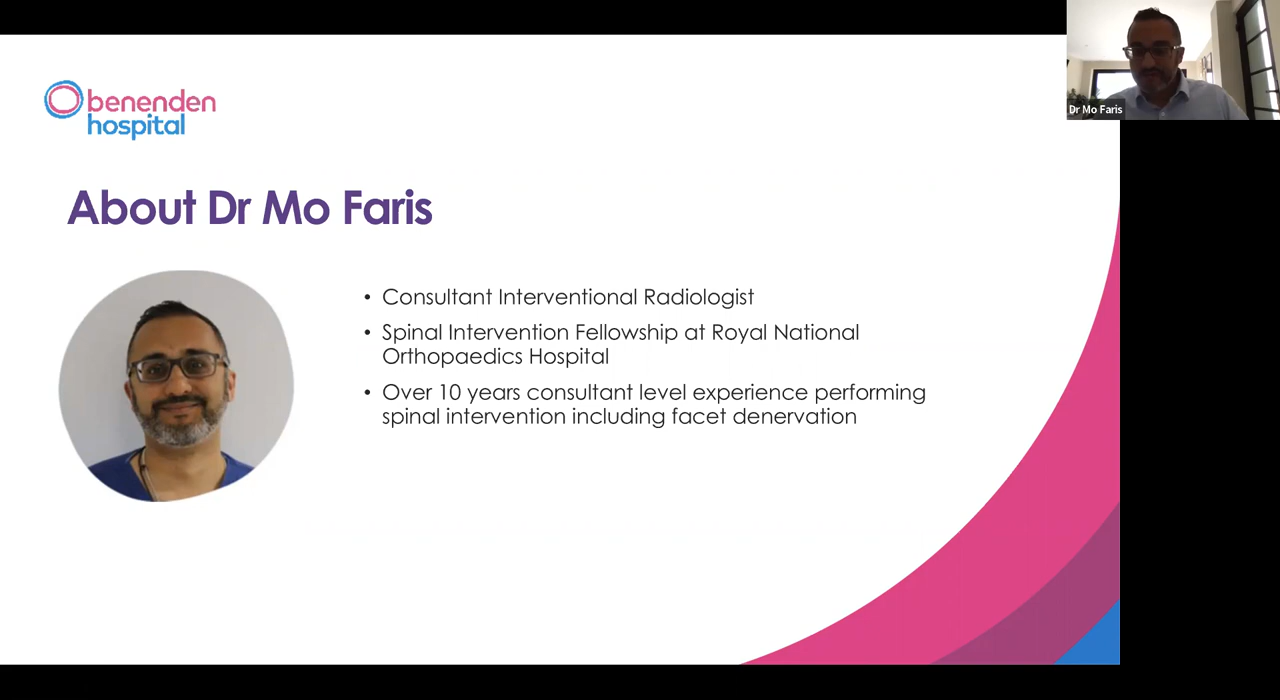 benenden
hospital
About Dr Mo Faris
• Consultant Interventional Radiologist
• Spinal Intervention Fellowship at Royal National
Orthopaedics Hospital
• Over 10 years consultant level experience performing
spinal intervention including facet denervation
Dr Mo Faris